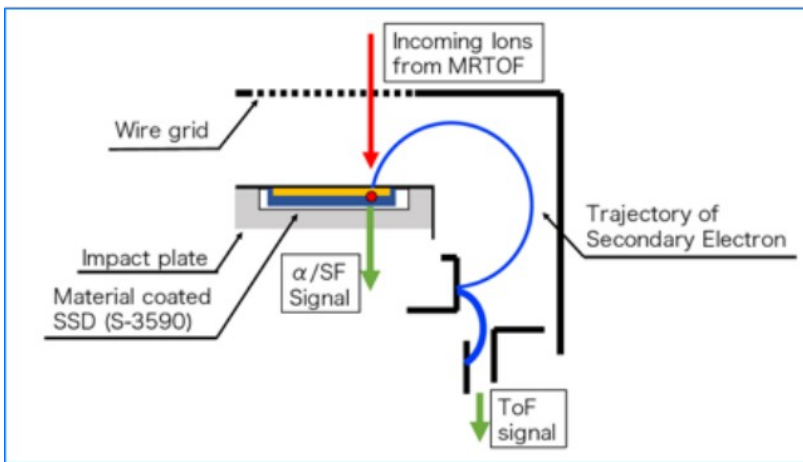 Incoming Ions
from MRTOF
Wire grid
Trajectory of
Secondary Electron
Impact plate
α/SF
Signal
Material coated
SSD (S-3590)
ToF
signal